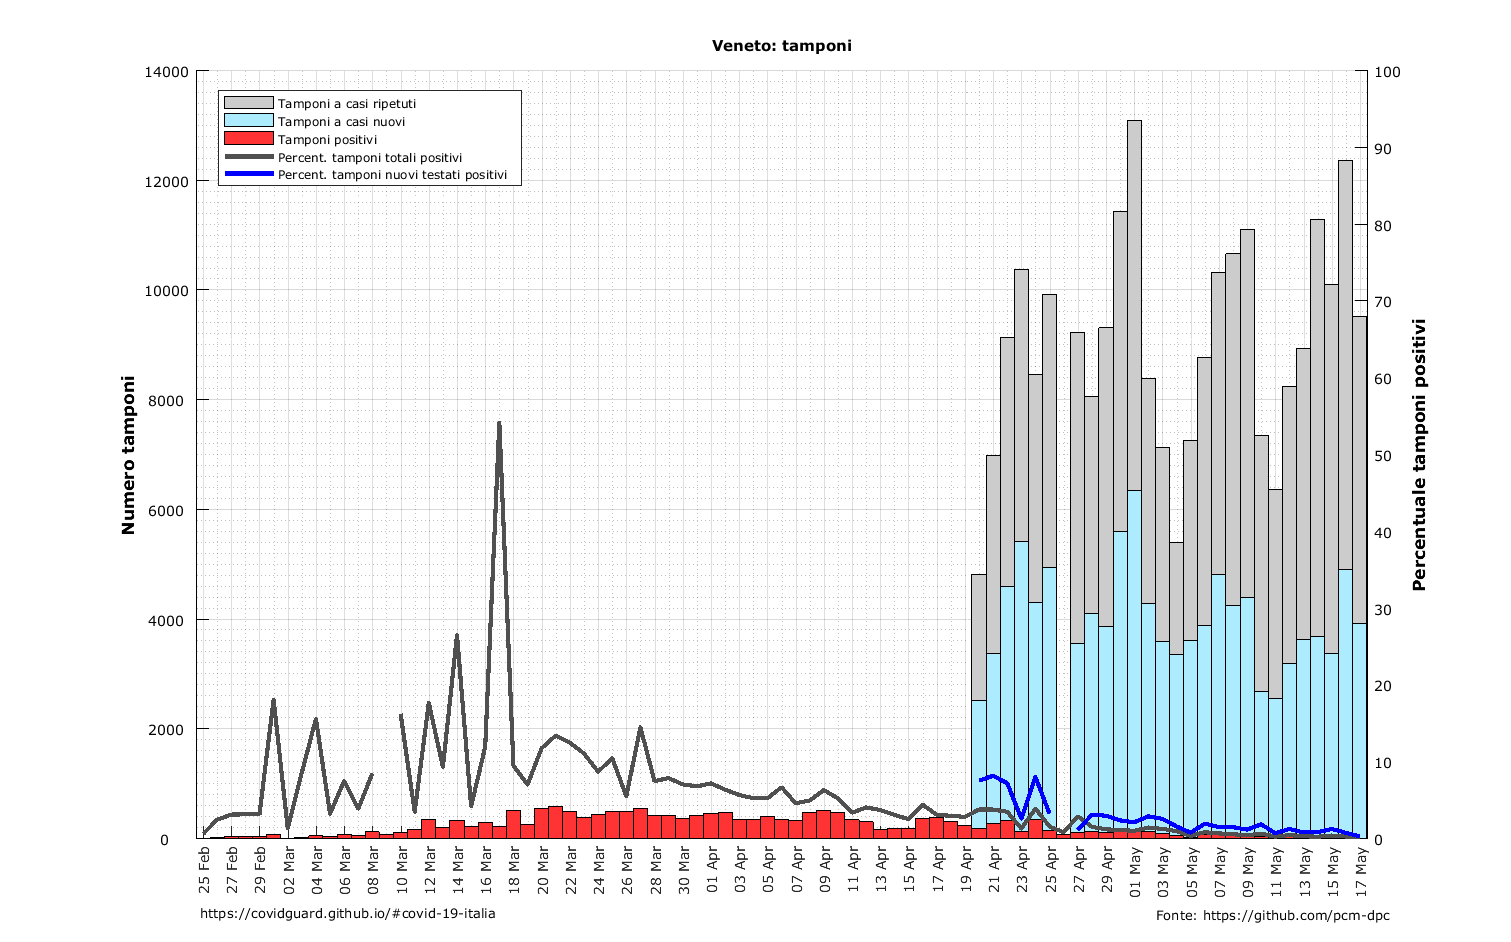 Veneto: tamponi
14000
12000
10000
8000
6000
4000
2000
0
Numero tamponi
Tamponi a casi ripetuti
Tamponi a casi nuovi
Tamponi positivi
Percent. tamponi totali positivi
Percent. tamponi nuovi testati positivi
100
90
80
70
60
50
40
30
20
10
0
Percentuale tamponi positivi
25 Feb
27 Feb
29 Feb
02 Mar
04 Mar
06 Mar
08 Mar
10 Mar
12 Mar
14 Mar
16 Mar
18 Mar
20 Mar
22 Mar
24 Mar
26 Mar
28 Mar
30 Mar
01 Apr
03 Apr
05 Apr
07 Apr
09 Apr
11 Apr
13 Apr
15 Apr
17 Apr
19 Apr
21 Apr
23 Apr
25 Apr
27 Apr
29 Apr
01 May
03 May
05 May
07 May
09 May
11 May
13 May
15 May
17 May
https://covidguard.github.io/#covid-19-italia
Fonte: https://github.com/pcm-dpc